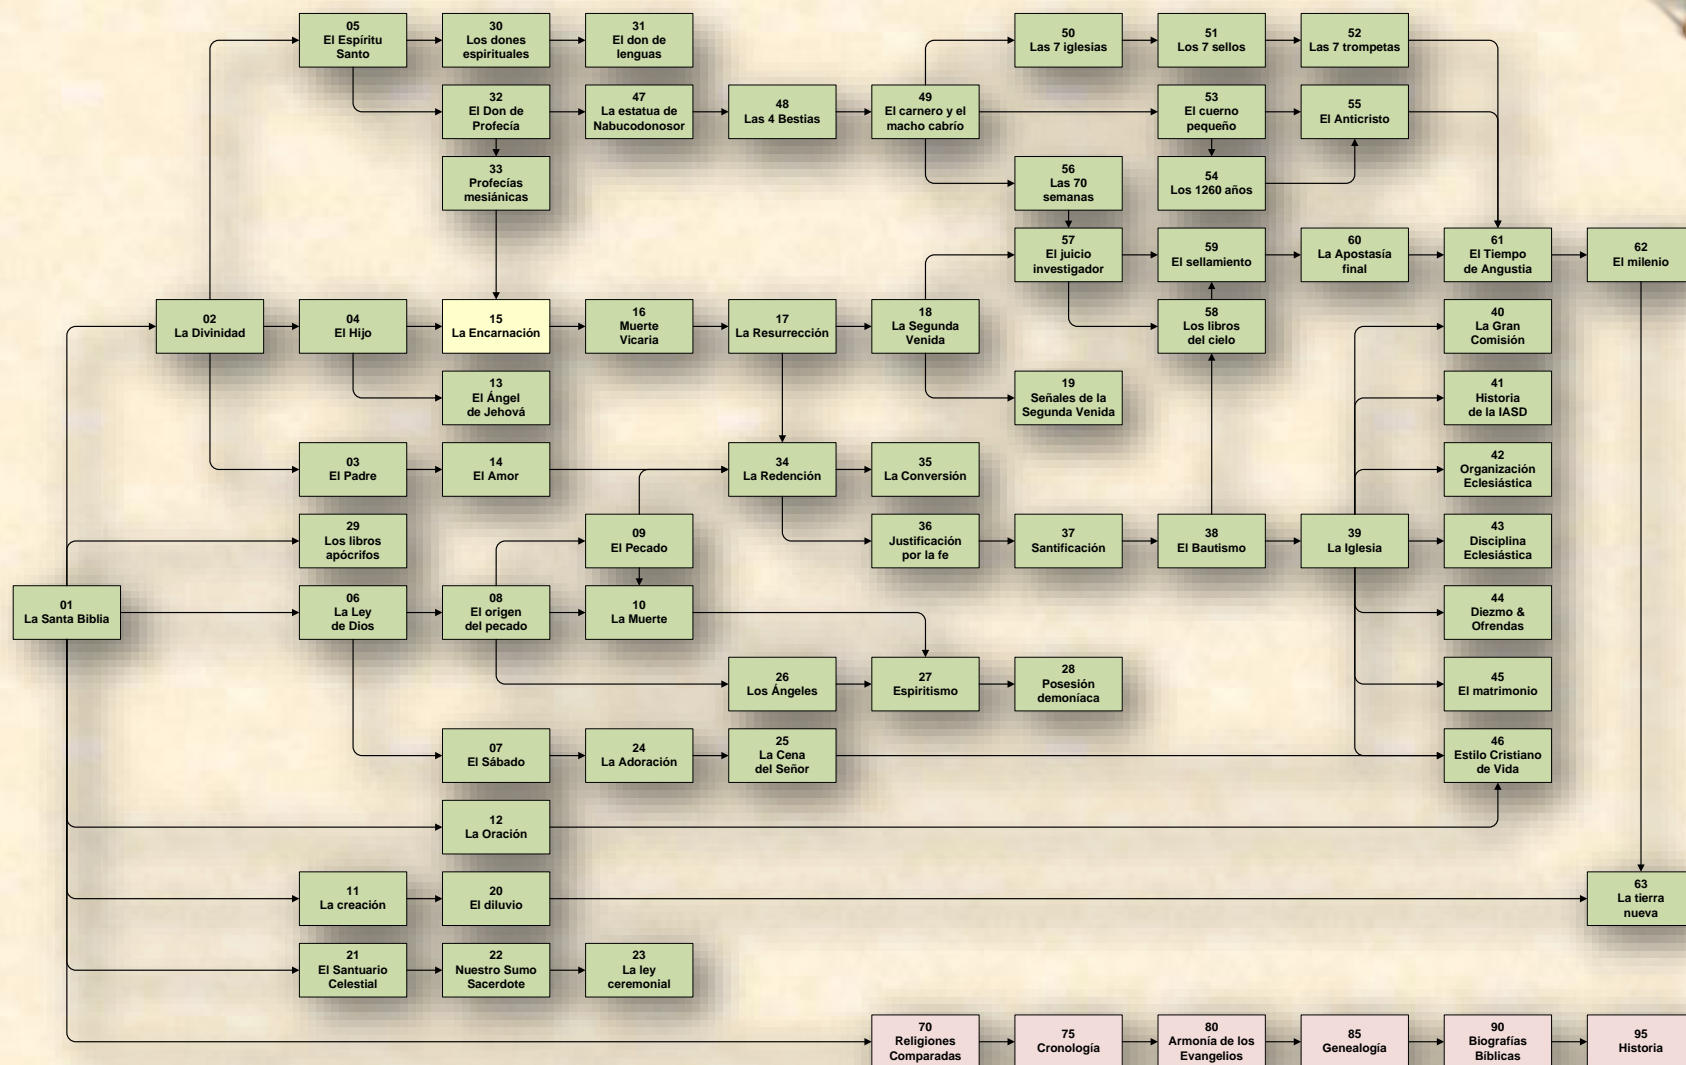 05
El Espíritu
Santo
30
Los dones
espirituales
31
El don de
lenguas
50
Las 7 iglesias
51
Los 7 sellos
52
Las 7 trompetas
32
El Don de
Profecía
47
La estatua de
Nabucodonosor
48
Las 4 Bestias
49
El carnero y el
macho cabrío
53
El cuerno
pequeño
55
El Anticristo
33
Profecías
mesiánicas
56
Las 70
semanas
54
Los 1260 años
57
El juicio
investigador
59
El sellamiento
60
La Apostasía
final
61
El Tiempo
de Angustia
62
El milenio
02
La Divinidad
04
El Hijo
15
La Encarnación
16
Muerte
Vicaria
17
La Resurrección
18
La Segunda
Venida
58
Los libros
del cielo
40
La Gran
Comisión
13
El Ángel
de Jehová
19
Señales de la
Segunda Venida
41
Historia
de la IASD
03
El Padre
14
El Amor
34
La Redención
35
La Conversión
42
Organización
Eclesiástica
29
Los libros
apócrifos
09
El Pecado
36
Justificación
por la fe
37
Santificación
38
El Bautismo
39
La Iglesia
43
Disciplina
Eclesiástica
01
La Santa Biblia
06
La Ley
de Dios
08
El origen
del pecado
10
La Muerte
44
Diezmo &
Ofrendas
26
Los Ángeles
27
Espiritismo
28
Posesión
demoníaca
45
El matrimonio
07
El Sábado
24
La Adoración
25
La Cena
del Señor
46
Estilo Cristiano
de Vida
12
La Oración
11
La creación
20
El diluvio
63
La tierra
nueva
21
El Santuario
Celestial
22
Nuestro Sumo
Sacerdote
23
La ley
ceremonial
70
Religiones
Comparadas
75
Cronología
80
Armonía de los
Evangelios
85
Genealogía
90
Biografías
Bíblicas
95
Historia